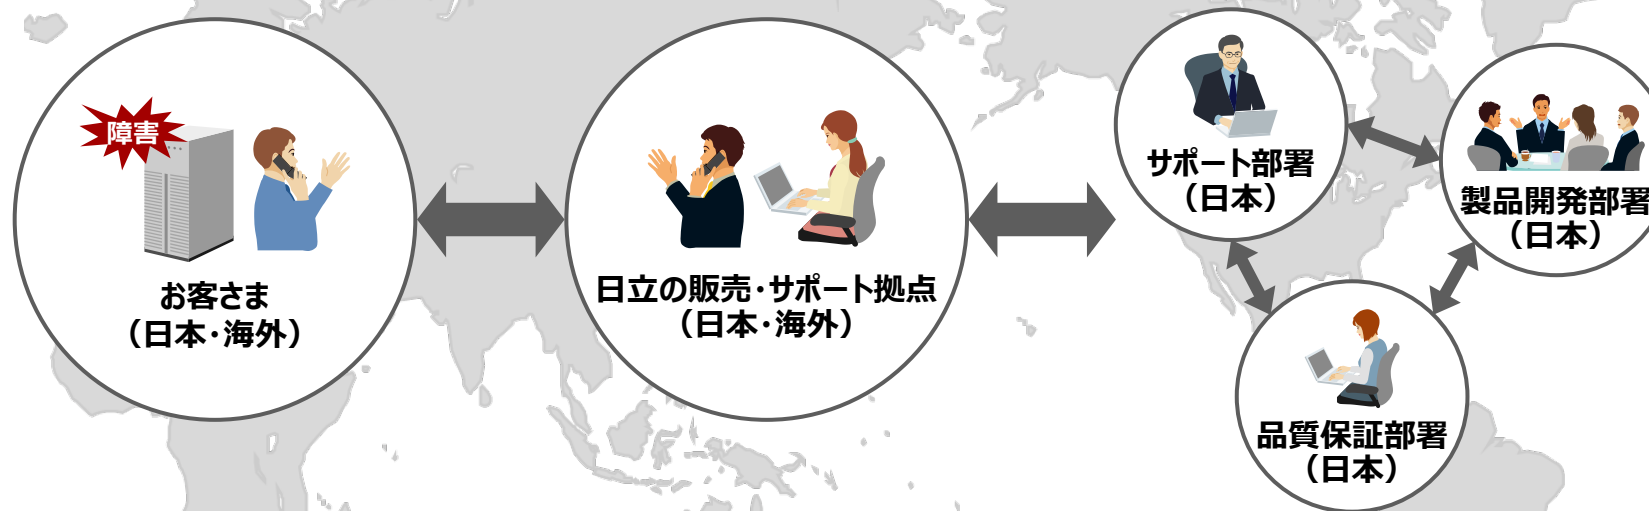 障害
お客さま
（日本・海外）
日立の販売・サポート拠点
（日本・海外）
サポート部署
（日本）
製品開発部署
（日本）
品質保証部署
（日本）